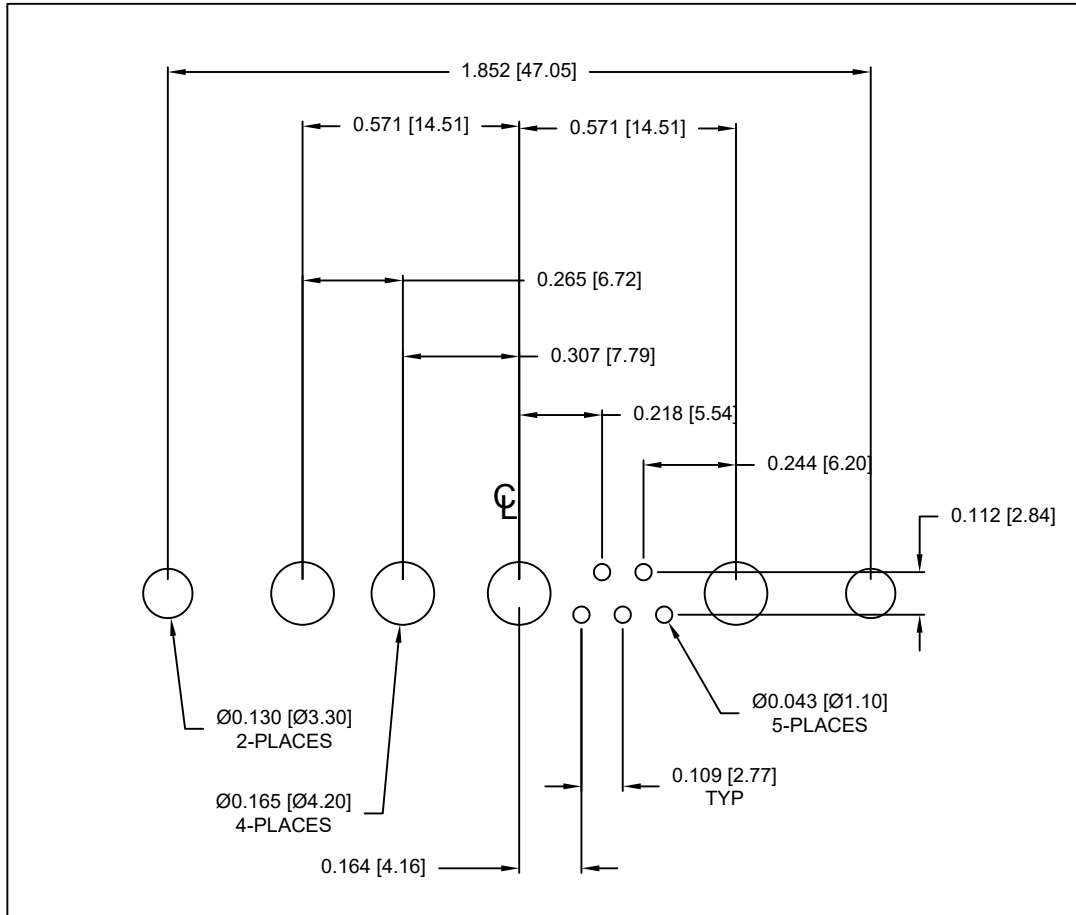 1.852 [47.05]
0.571 [14.51]
0.571 [14.51]
0.265 [6.72]
0.307 [7.79]
0.218 [5.54]
0.244 [6.20]
℄
0.112 [2.84]
Ø0.130 [Ø3.30]
2-PLACES
Ø0.043 [Ø1.10]
5-PLACES
0.109 [2.77]
TYP
Ø0.165 [Ø4.20]
4-PLACES
0.164 [4.16]